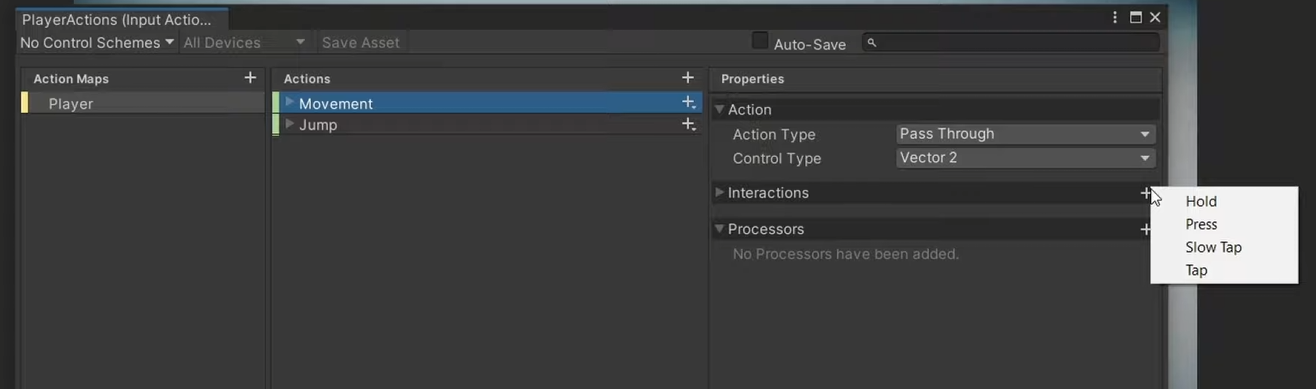 PlayerActions (Input Actio...
No Control Schemes All Devices Save Asset Auto-Save
Action Maps Actions Properties
Player Movement Action
Jump Action Type Pass Through
Control Type Vector 2
Interactions
Hold
Press
Processors
Slow Tap
No Processors have been added.
Tap